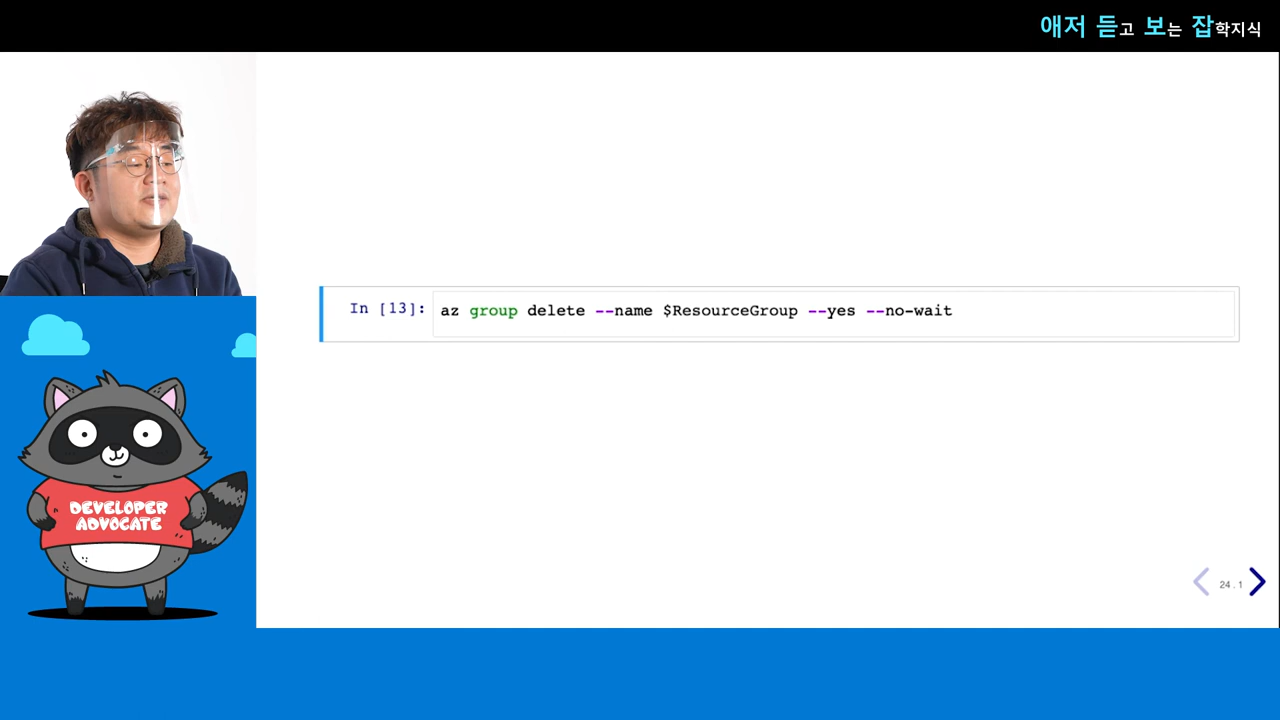 애저 듣고 보는 잡학지식
In [13]: az group delete --name $ResourceGroup --yes --no-wait
DEVELOPER
ADVOCATE
24 . 1